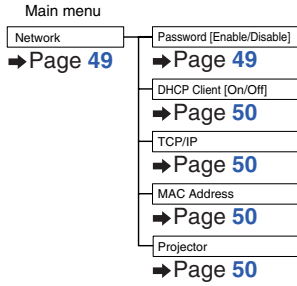 Main menu
Network
➡Page 49
Password [Enable/Disable]
➡Page 49
DHCP Client [On/Off]
➡Page 50
TCP/IP
➡Page 50
MAC Address
➡Page 50
Projector
➡Page 50